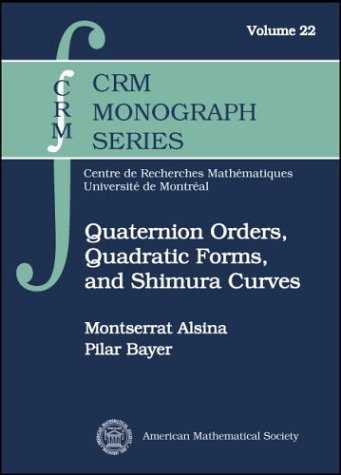 Volume 22
C
R
M
CRM
MONOGRAPH
SERIES
Centre de Recherches Mathématiques
Université de Montréal
Quaternion Orders,
Quadratic Forms,
and Shimura Curves
Montserrat Alsina
Pilar Bayer
American Mathematical Society